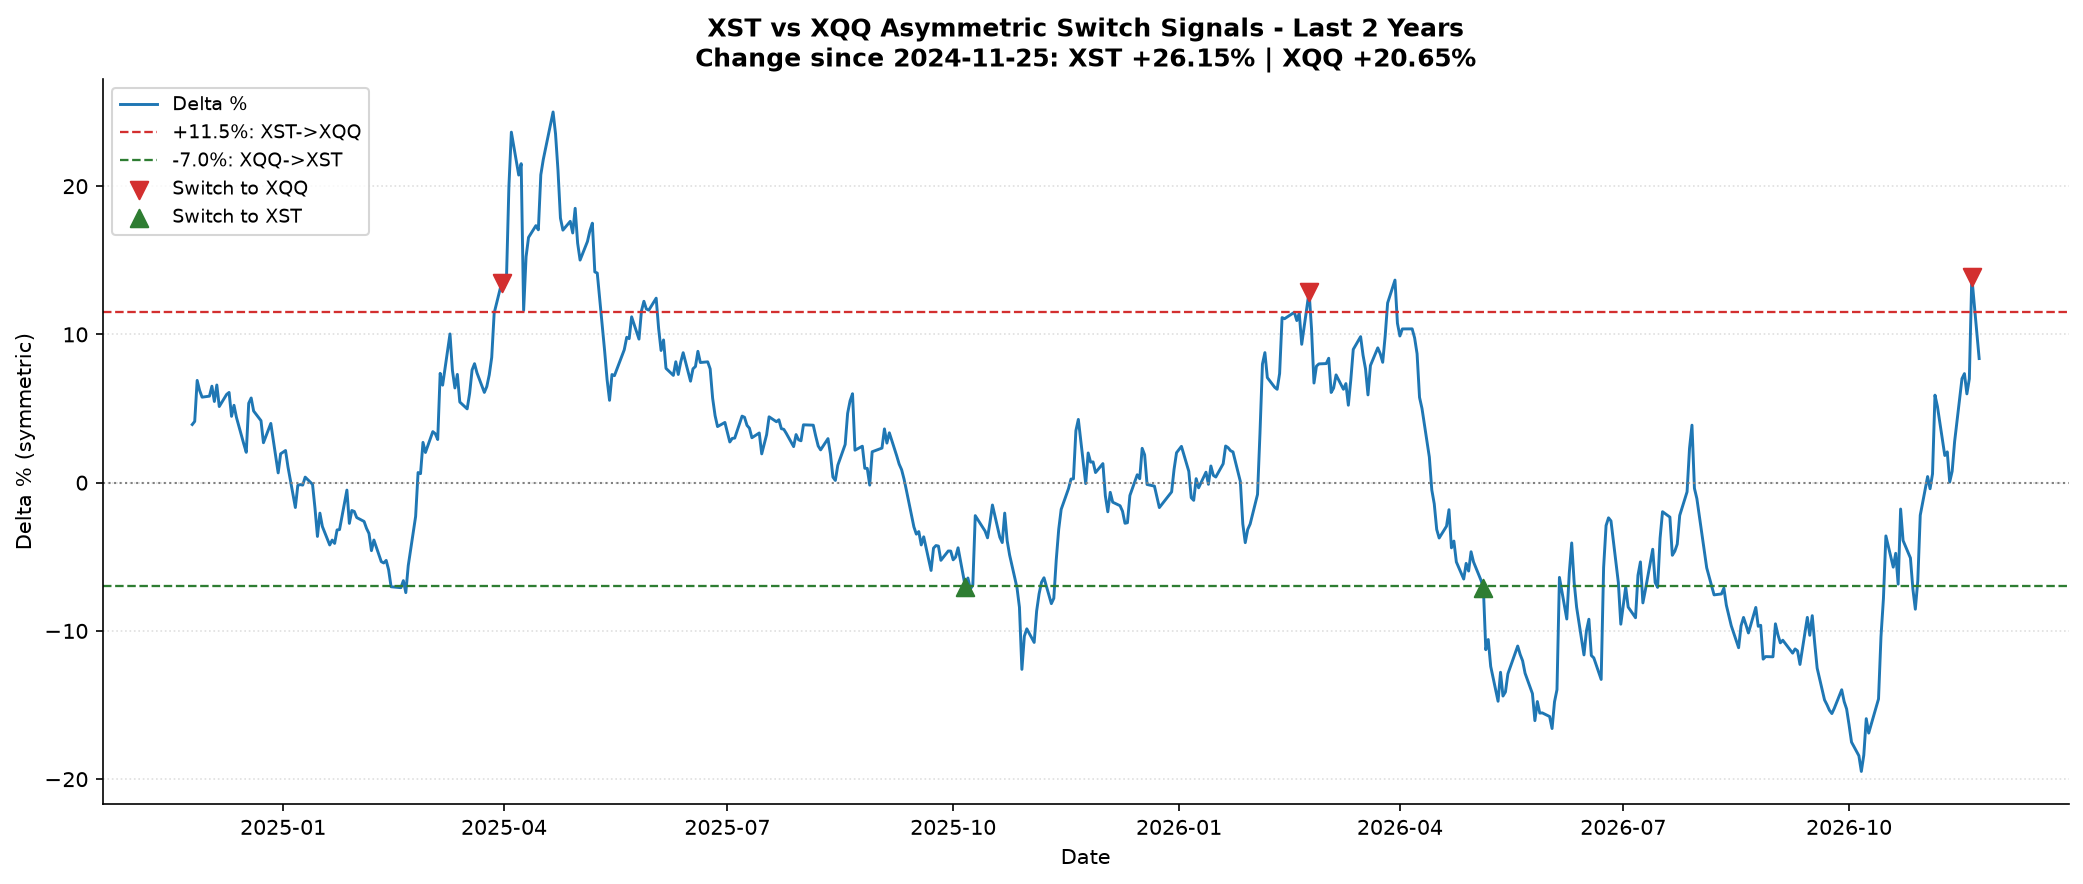 XST vs XQQ Asymmetric Switch Signals - Last 2 Years
Change since 2024-11-25: XST +26.15% | XQQ +20.65%
Delta %
+11.5%: XST->XQQ
-7.0%: XQQ->XST
Switch to XQQ
Switch to XST
Delta % (symmetric)
20
10
0
−10
−20
2025-01
2025-04
2025-07
2025-10
2026-01
2026-04
2026-07
2026-10
Date